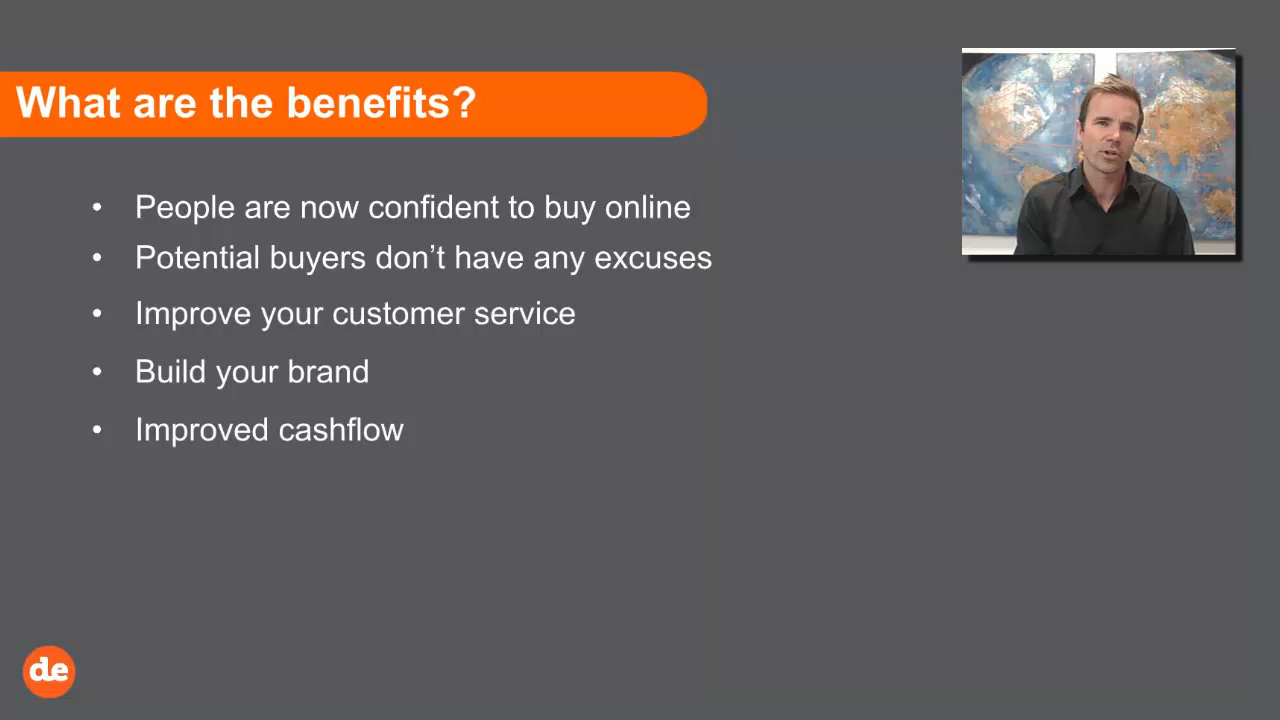 What are the benefits?
• People are now confident to buy online
• Potential buyers don’t have any excuses
• Improve your customer service
• Build your brand
• Improved cashflow
de